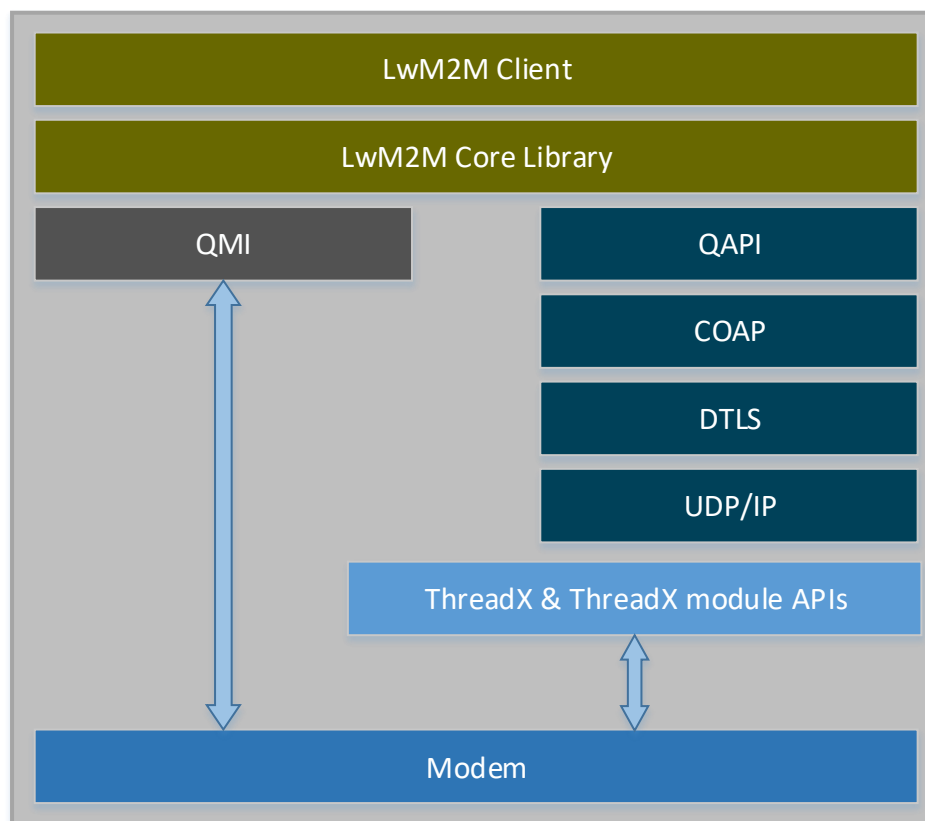 LwM2M Client
LwM2M Core Library
QMI
QAPI
COAP
DTLS
UDP/IP
ThreadX & ThreadX module APIs
Modem